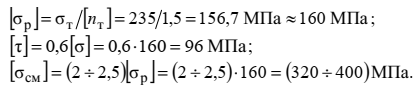 [σр] = σт/[nт] = 235/1,5 = 156,7 МПа ≈ 160 МПа;
[τ] = 0,6[σ] = 0,6·160 = 96 МПа;
[σсм] = (2 ÷ 2,5)[σр] = (2 ÷ 2,5)·160 = (320 ÷ 400) МПа.